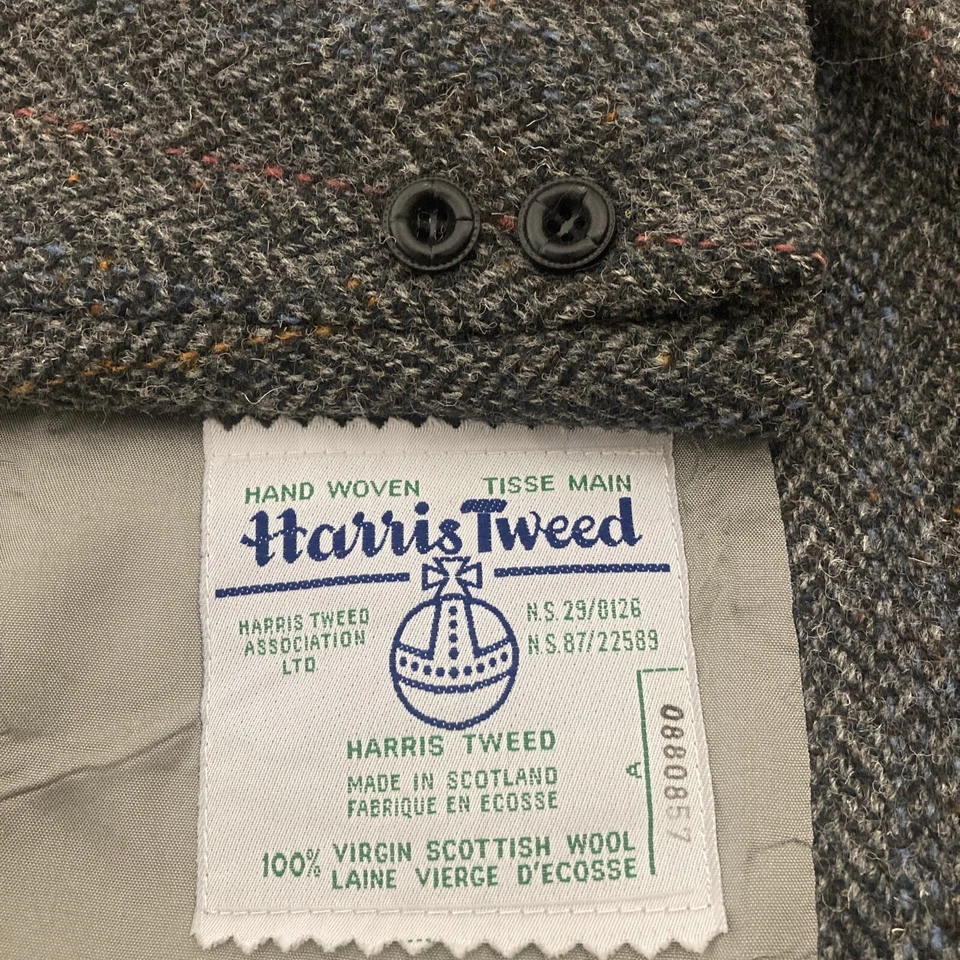 HAND WOVEN TISSE MAIN
Harris Tweed
HARRIS TWEED
ASSOCIATION
LTD
N.S. 29/0126
N.S. 87/22589
HARRIS TWEED
MADE IN SCOTLAND
FABRIQUE EN ECOSSE
A
0880857
100% VIRGIN SCOTTISH WOOL
LAINE VIERGE D'ECOSSE